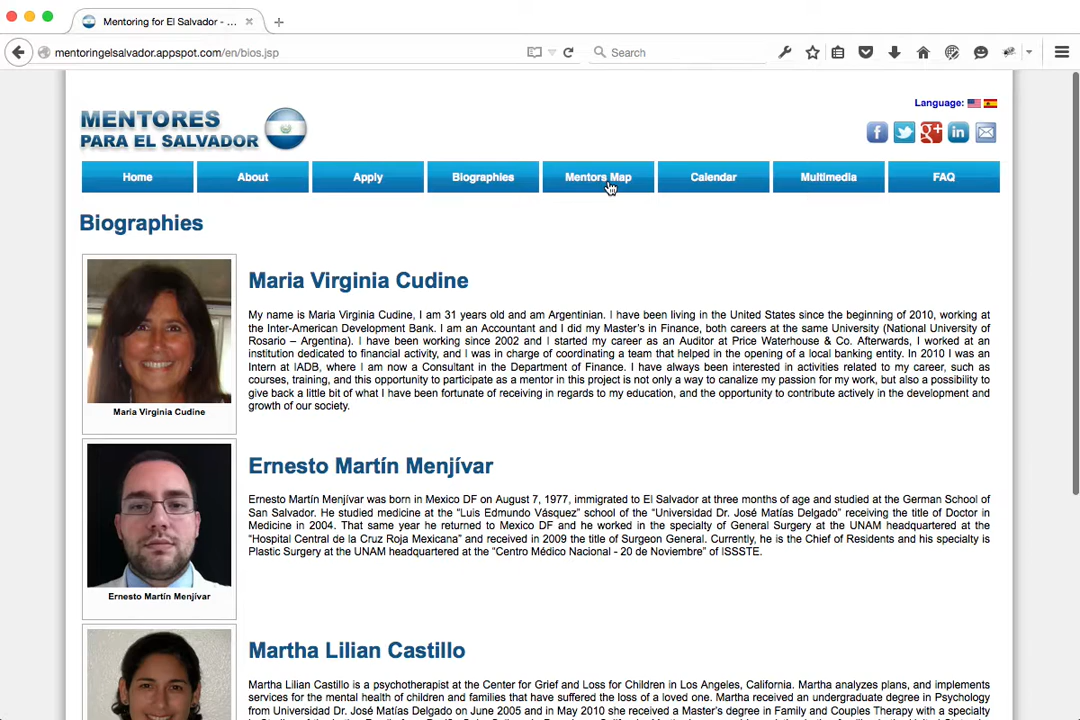 Mentoring for El Salvador - ...
mentoringelsalvador.appspot.com/en/bios.jsp
Search
Language:
MENTORES
PARA EL SALVADOR
Home About Apply Biographies Mentors Map Calendar Multimedia FAQ
Biographies
Maria Virginia Cudine
My name is Maria Virginia Cudine, I am 31 years old and am Argentinian. I have been living in the United States since the beginning of 2010, working at
the Inter-American Development Bank. I am an Accountant and I did my Master's in Finance, both careers at the same University (National University of
Rosario – Argentina). I have been working since 2002 and I started my career as an Auditor at Price Waterhouse & Co. Afterwards, I worked at an
institution dedicated to financial activity, and I was in charge of coordinating a team that helped in the opening of a local banking entity. In 2010 I was an
Intern at IADB, where I am now a Consultant in the Department of Finance. I have always been interested in activities related to my career, such as
courses, training, and this opportunity to participate as a mentor in this project is not only a way to canalize my passion for my work, but also a possibility to
give back a little bit of what I have been fortunate of receiving in regards to my education, and the opportunity to contribute actively in the development and
growth of our society.
Maria Virginia Cudine
Ernesto Martín Menjívar
Ernesto Martín Menjívar was born in Mexico DF on August 7, 1977, immigrated to El Salvador at three months of age and studied at the German School of
San Salvador. He studied medicine at the “Luis Edmundo Vásquez” school of the “Universidad Dr. José Matías Delgado” receiving the title of Doctor in
Medicine in 2004. That same year he returned to Mexico DF and he worked in the specialty of General Surgery at the UNAM headquartered at the
“Hospital Central de la Cruz Roja Mexicana” and received in 2009 the title of Surgeon General. Currently, he is the Chief of Residents and his specialty is
Plastic Surgery at the UNAM headquartered at the “Centro Médico Nacional - 20 de Noviembre” of ISSSTE.
Ernesto Martín Menjívar
Martha Lilian Castillo
Martha Lilian Castillo is a psychotherapist at the Center for Grief and Loss for Children in Los Angeles, California. Martha analyzes plans, and implements
services for the mental health of children and families that have suffered the loss of a loved one. Martha received an undergraduate degree in Psychology
from Universidad Dr. José Matías Delgado on June 2005 and in May 2010 she received a Master's degree in Family and Couples Therapy with a specialty